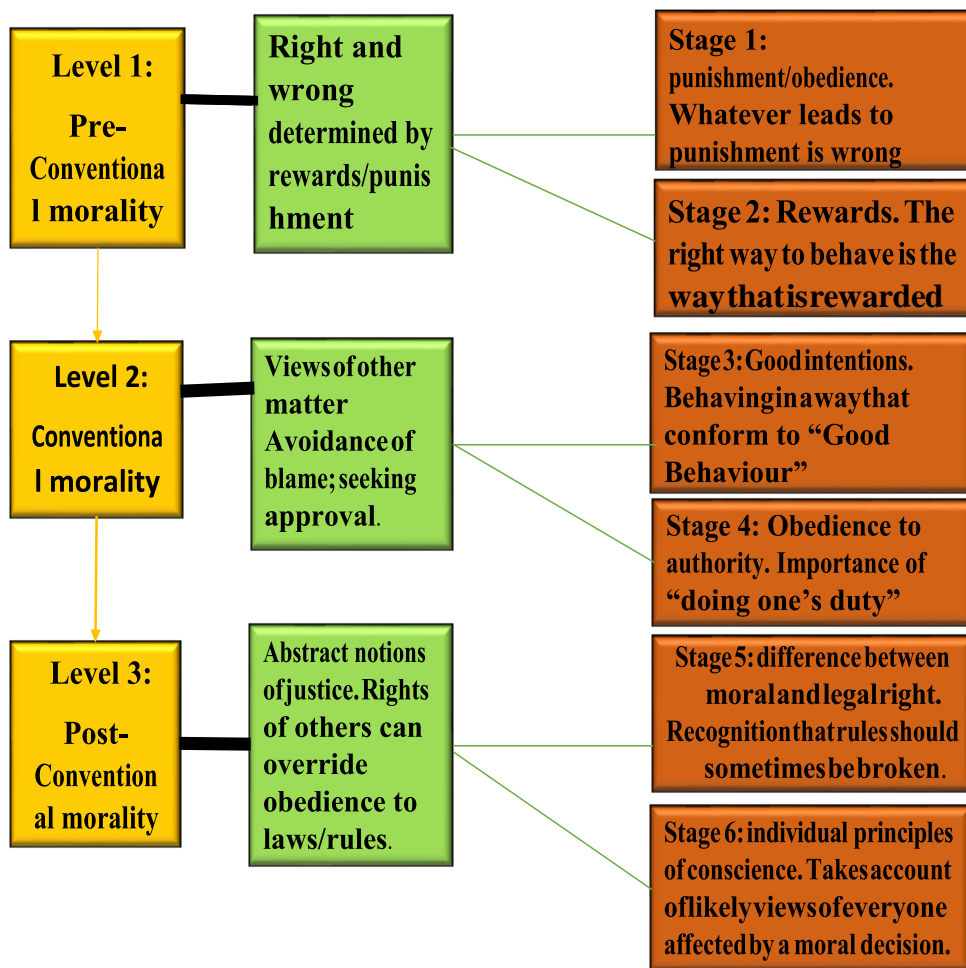 Level 1:
Pre-
Conventiona
l morality
Right and
wrong
determined by
rewards/punis
hment
Stage 1:
punishment/obedience.
Whatever leads to
punishment is wrong
Stage 2: Rewards. The
right way to behave is the
way that is rewarded
Level 2:
Conventiona
l morality
Views of other
matter
Avoidance of
blame; seeking
approval.
Stage 3: Good intentions.
Behaving in a way that
conform to “Good
Behaviour”
Stage 4: Obedience to
authority. Importance of
“doing one’s duty”
Level 3:
Post-
Convention
al morality
Abstract notions
of justice. Rights
of others can
override
obedience to
laws/rules.
Stage 5: difference between
moral and legal right.
Recognition that rules should
sometimes be broken.
Stage 6: individual principles
of conscience. Takes account
of likely views of everyone
affected by a moral decision.